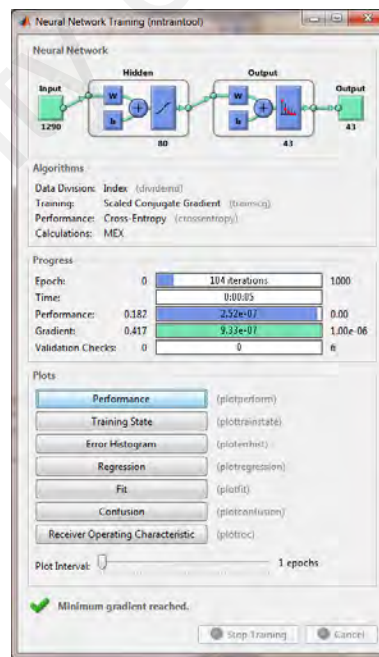 Neural Network Training (nntraintool)
Neural Network
Hidden
Output
Input
W
b
W
b
Output
1290
80
43
43
Algorithms
Data Division: Index (divideind)
Training: Scaled Conjugate Gradient (trainscg)
Performance: Cross-Entropy (crossentropy)
Calculations: MEX
Progress
Epoch: 0 104 iterations 1000
Time: 0:00:05
Performance: 0.182 2.52e-07 0.00
Gradient: 0.417 9.33e-07 1.00e-06
Validation Checks: 0 0 6
Plots
Performance (plotperform)
Training State (plottrainstate)
Error Histogram (ploterrhist)
Regression (plotregression)
Fit (plotfit)
Confusion (plotconfusion)
Receiver Operating Characteristic (plotroc)
Plot Interval: 1 epochs
Minimum gradient reached.
Stop Training Cancel